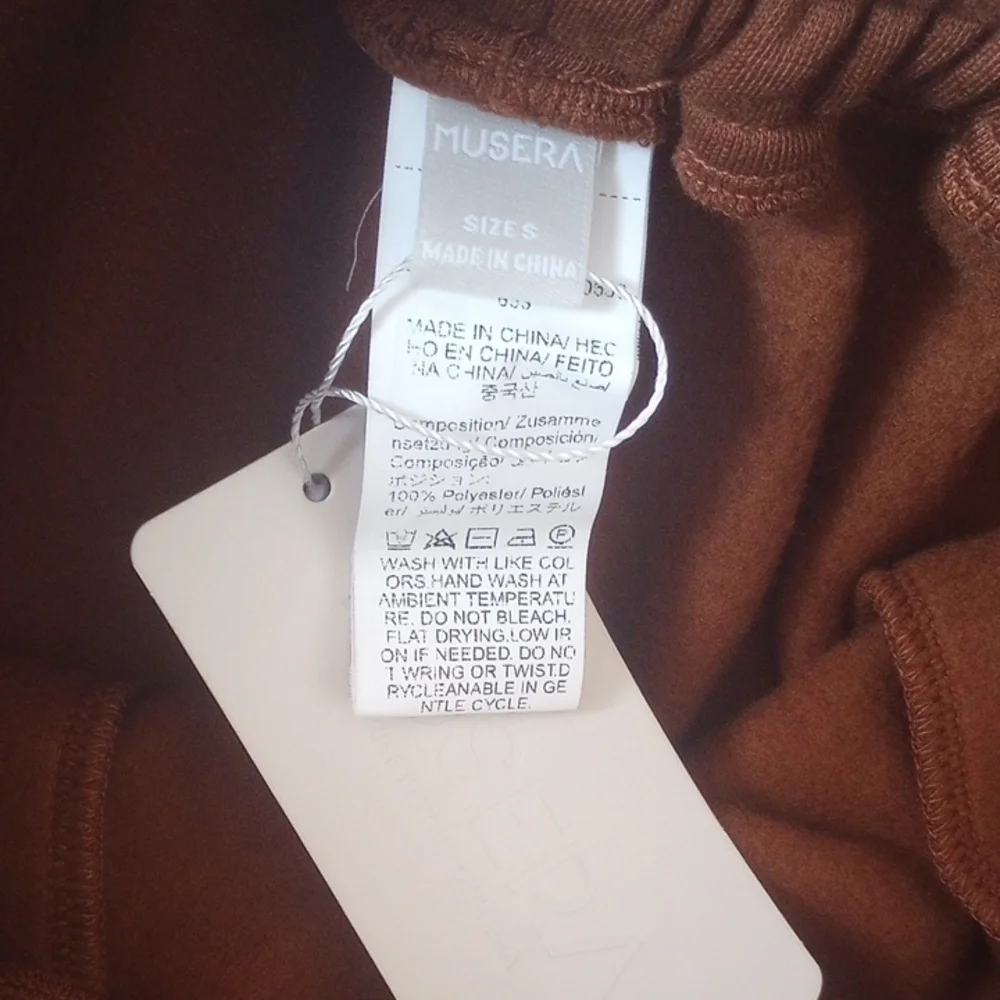 MUSERA
SIZE S
MADE IN CHINA
MADE IN CHINA/ HEC
HO EN CHINA/ FEITO
NA CHINA/ صنع بالصين/
중국산
Composition/ Zusamme
nsetzung/ Composición/
Composição/
ポジション:
100% Polyester/ Poliést
er/ بوليستر/ ポリエステル
WASH WITH LIKE COL
ORS.HAND WASH AT
AMBIENT TEMPERATU
RE. DO NOT BLEACH.
FLAT DRYING.LOW IR
ON IF NEEDED. DO NO
T WRING OR TWIST.D
RYCLEANABLE IN GE
NTLE CYCLE.